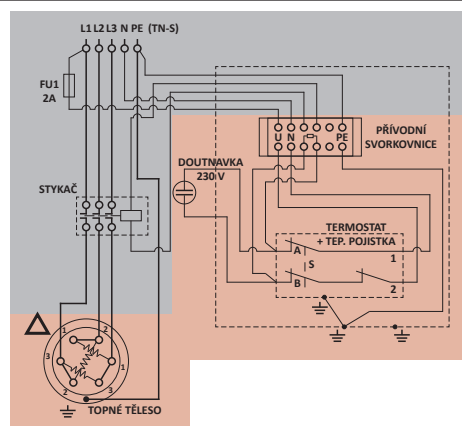 L1 L2 L3 N PE (TN-S)
FU1
2A
U N PE
PŘÍVODNÍ
SVORKOVNICE
DOUTNAVKA
230 V
STYKAČ
TERMOSTAT
+ TEP. POJISTKA
A
1
S
B
2
1
2
3
1
2
3
TOPNÉ TĚLESO